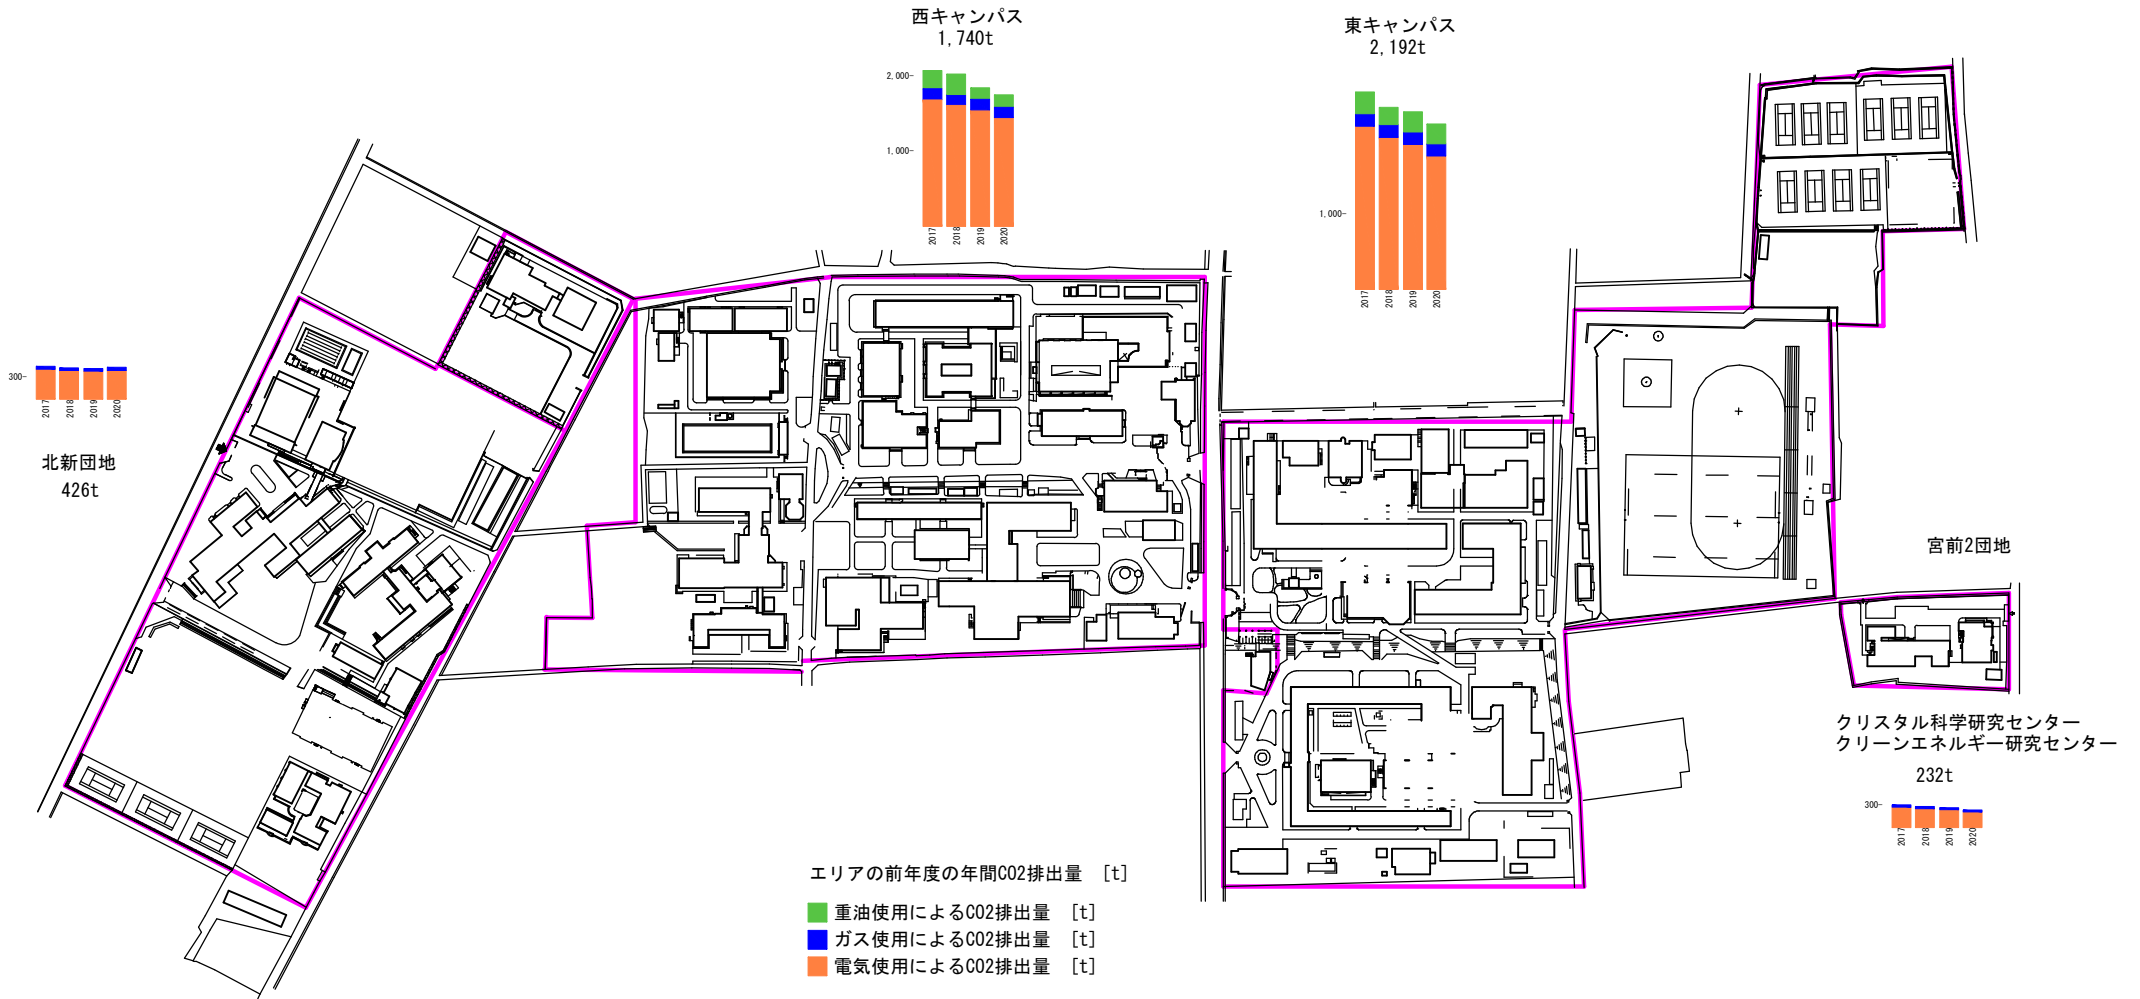 西キャンパス
1,740t
2,000-
1,000-
2017
2018
2019
2020
東キャンパス
2,192t
1,000-
2017
2018
2019
2020
300-
2017
2018
2019
2020
北新団地
426t
宮前2団地
クリスタル科学研究センター
クリーンエネルギー研究センター
232t
300-
2017
2018
2019
2020
エリアの前年度の年間CO2排出量 [t]
重油使用によるCO2排出量 [t]
ガス使用によるCO2排出量 [t]
電気使用によるCO2排出量 [t]